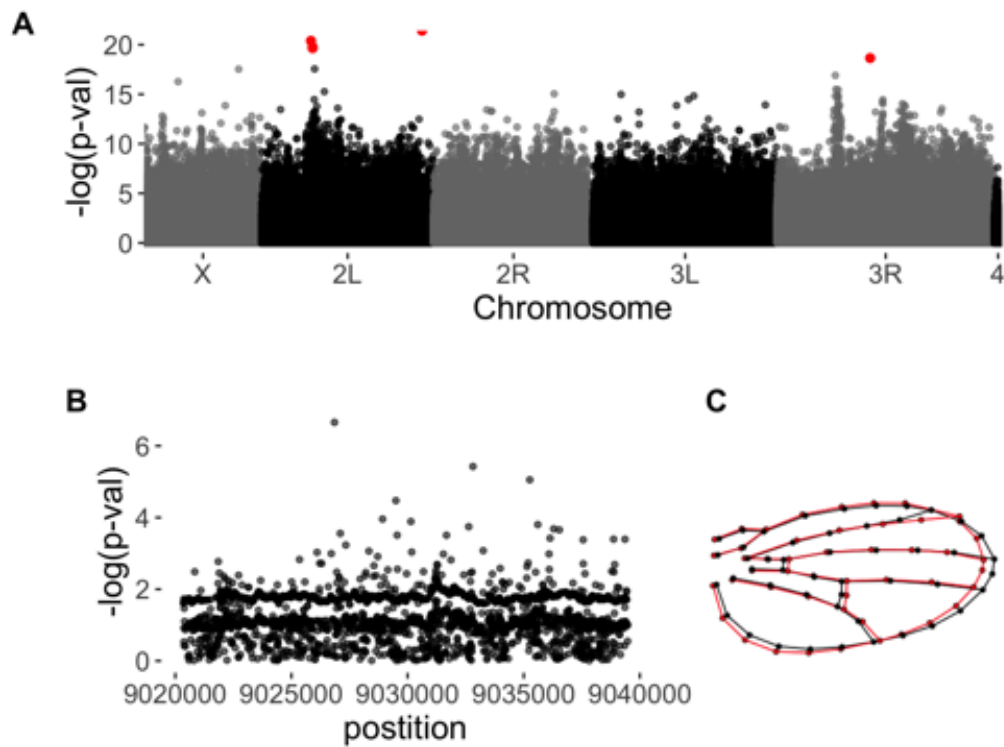 A
-log(p-val)
20
15
10
5
0
X 2L 2R 3L 3R 4
Chromosome
B
C
-log(p-val)
6
4
2
0
9020000 9025000 9030000 9035000 9040000
postition